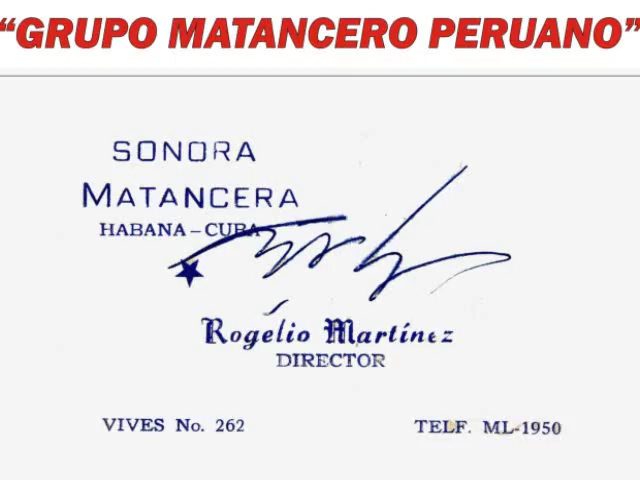 “GRUPO MATANCERO PERUANO”
SONORA
MATANCERA
HABANA – CUBA
Rogelio Martínez
DIRECTOR
VIVES No. 262
TELF. ML-1950